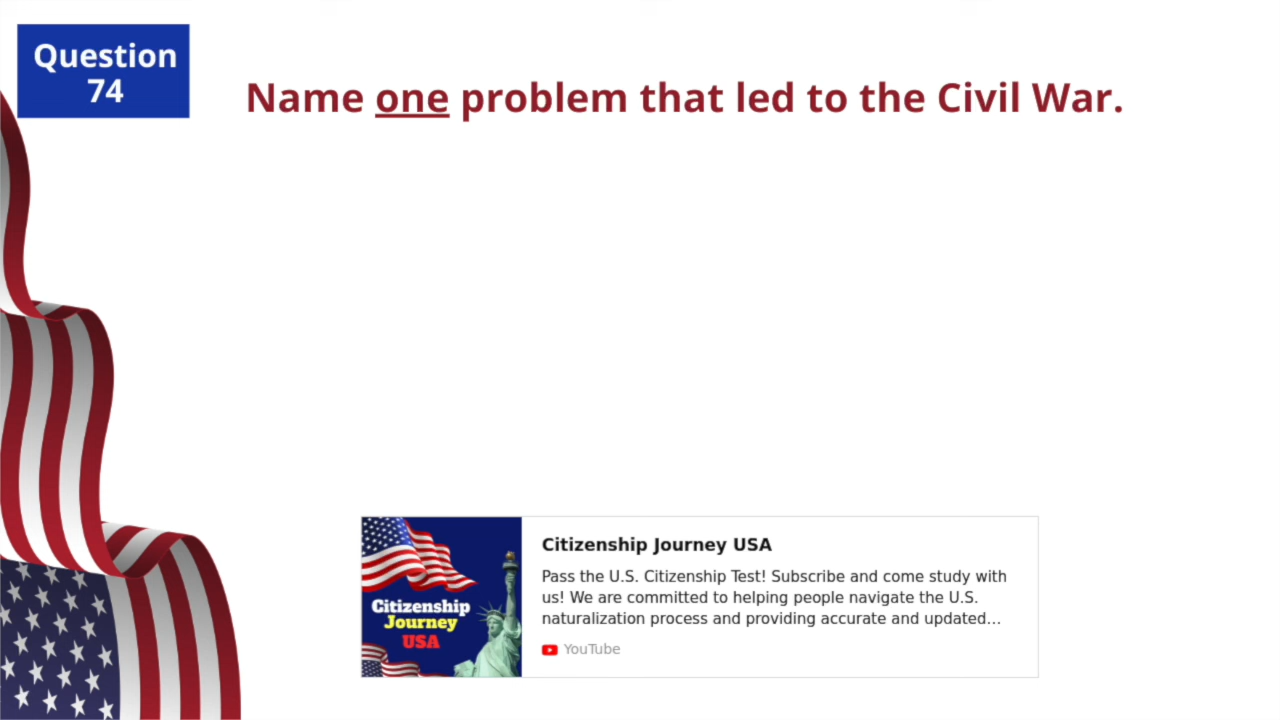 Question
74
Name one problem that led to the Civil War.
Citizenship Journey USA
Pass the U.S. Citizenship Test! Subscribe and come study with
us! We are committed to helping people navigate the U.S.
naturalization process and providing accurate and updated...
YouTube
Citizenship
Journey
USA